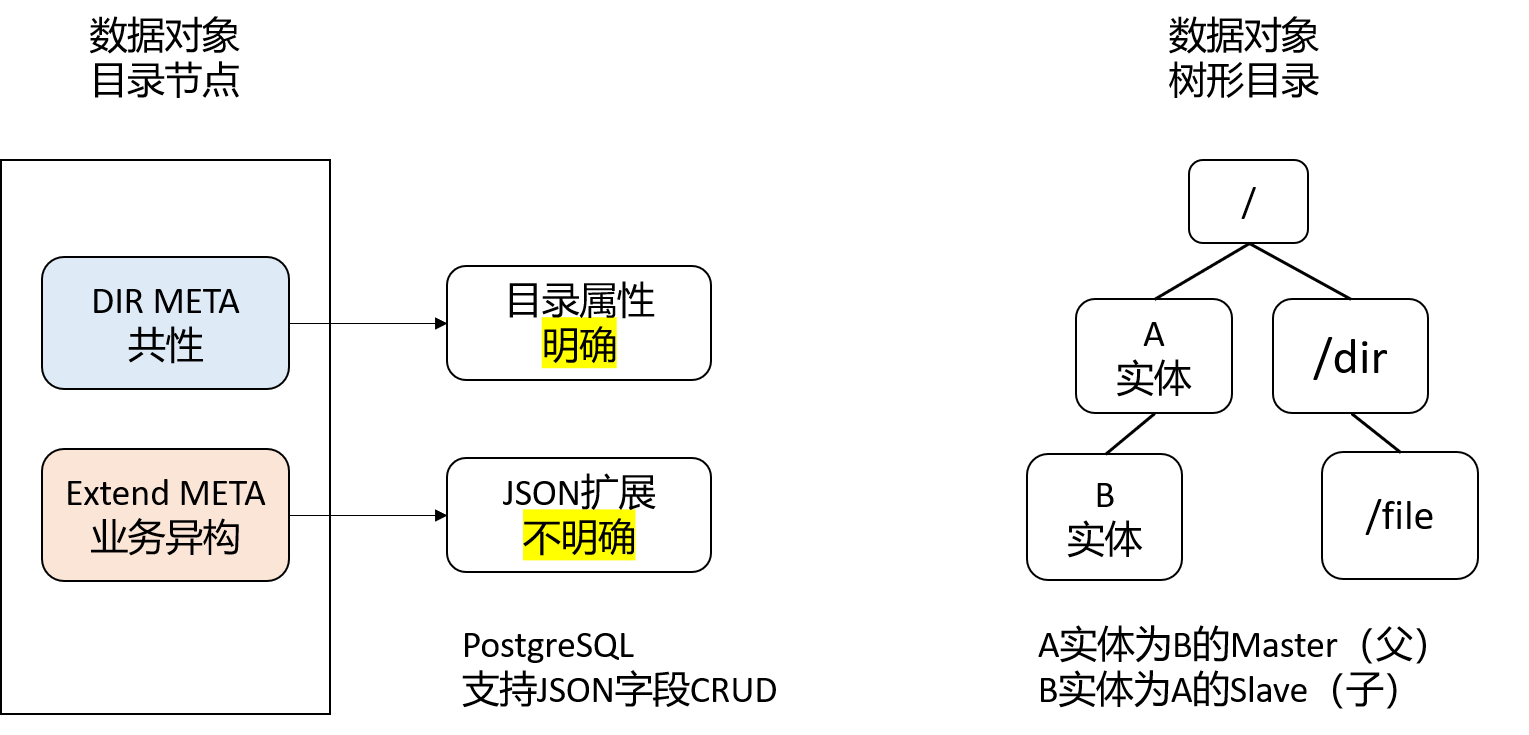 数据对象
目录节点
DIR META
共性
目录属性
明确
Extend META
业务异构
JSON扩展
不明确
PostgreSQL
支持JSON字段CRUD
数据对象
树形目录
/
A
实体
/dir
B
实体
/file
A实体为B的Master（父）
B实体为A的Slave（子）